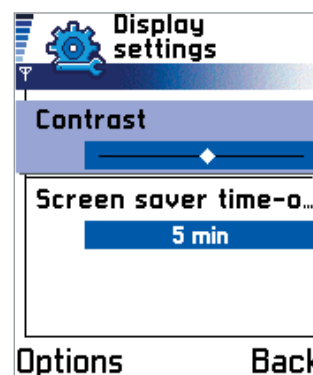 Display
settings
Contrast
Screen saver time-o…
5 min
Options Back